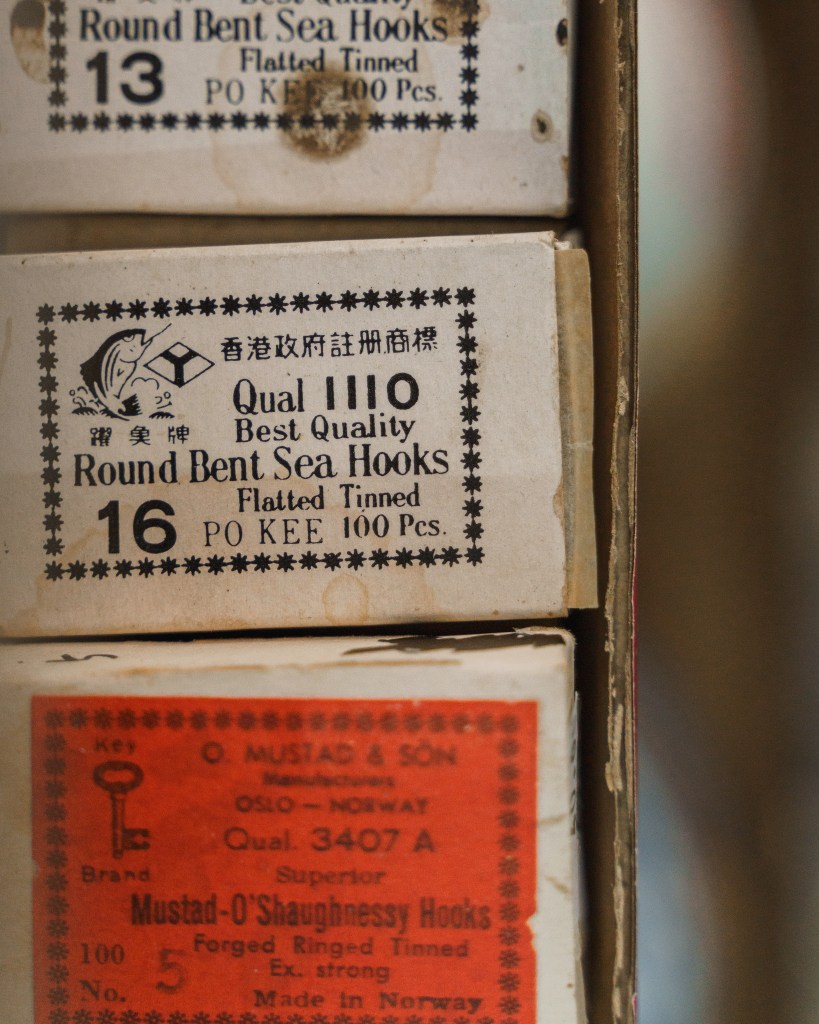 Best Quality
Round Bent Sea Hooks
Flatted Tinned
13 PO KEE 100 Pcs.
香港政府註册商標
Y
Qual 1110
躍魚牌 Best Quality
Round Bent Sea Hooks
Flatted Tinned
16 PO KEE 100 Pcs.
Key
O. MUSTAD & SÖN
Manufacturers
OSLO — NORWAY
Qual. 3407 A
Brand Superior
Mustad-O'Shaughnessy Hooks
100 Forged Ringed Tinned
No. 5 Ex. strong
Made in Norway